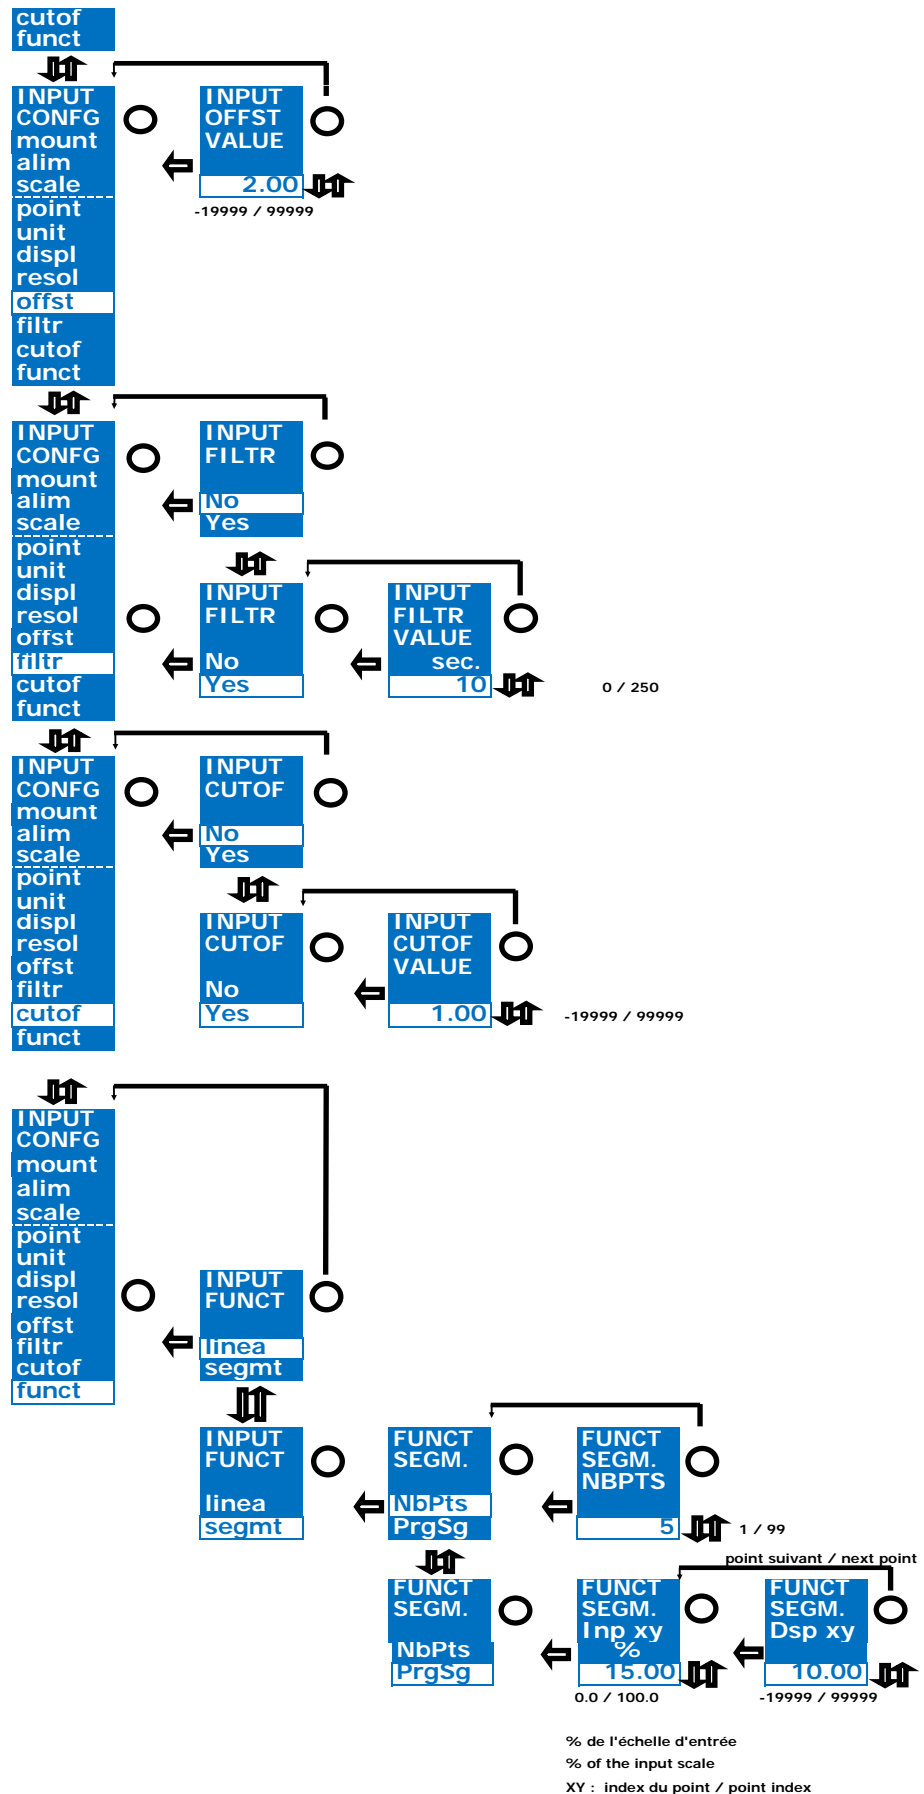 cutof
funct
INPUT
CONFG
mount
alim
scale
point
unit
displ
resol
offst
filtr
cutof
funct
INPUT
OFFST
VALUE
2.00
-19999 / 99999
INPUT
CONFG
mount
alim
scale
point
unit
displ
resol
offst
filtr
cutof
funct
INPUT
FILTR
No
Yes
INPUT
FILTR
No
Yes
INPUT
FILTR
VALUE
sec.
10
0 / 250
INPUT
CONFG
mount
alim
scale
point
unit
displ
resol
offst
filtr
cutof
funct
INPUT
CUTOF
No
Yes
INPUT
CUTOF
No
Yes
INPUT
CUTOF
VALUE
1.00
-19999 / 99999
INPUT
CONFG
mount
alim
scale
point
unit
displ
resol
offst
filtr
cutof
funct
INPUT
FUNCT
linea
segmt
INPUT
FUNCT
linea
segmt
FUNCT
SEGM.
NbPts
PrgSg
FUNCT
SEGM.
NBPTS
5
1 / 99
point suivant / next point
FUNCT
SEGM.
NbPts
PrgSg
FUNCT
SEGM.
Inp xy
%
15.00
0.0 / 100.0
FUNCT
SEGM.
Dsp xy
10.00
-19999 / 99999
% de l'échelle d'entrée
% of the input scale
XY : index du point / point index